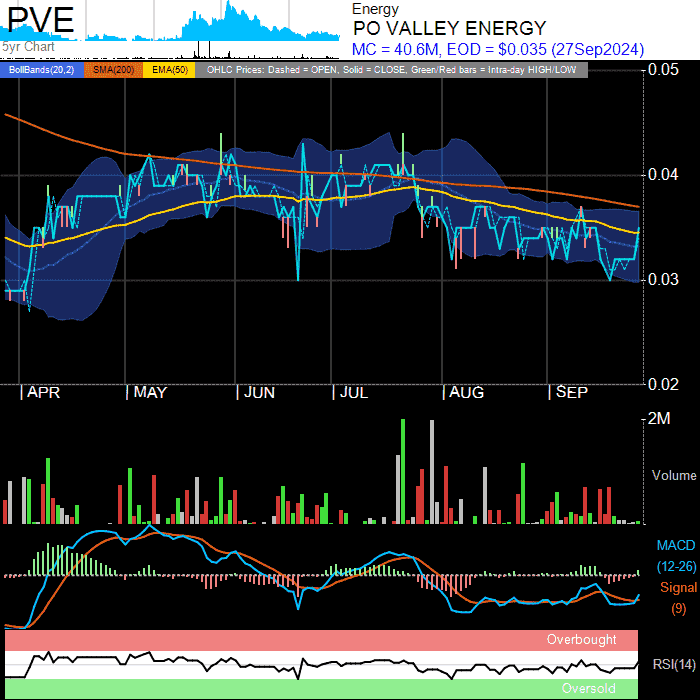 PVE
5yr Chart
Energy
PO VALLEY ENERGY
MC = 40.6M, EOD = $0.035 (27Sep2024)
BollBands(20,2) SMA(200) EMA(50) OHLC Prices: Dashed = OPEN, Solid = CLOSE, Green/Red bars = Intra-day HIGH/LOW
0.05
0.04
0.03
0.02
APR MAY JUN JUL AUG SEP
2M
Volume
MACD
(12-26)
Signal
(9)
Overbought
RSI(14)
Oversold